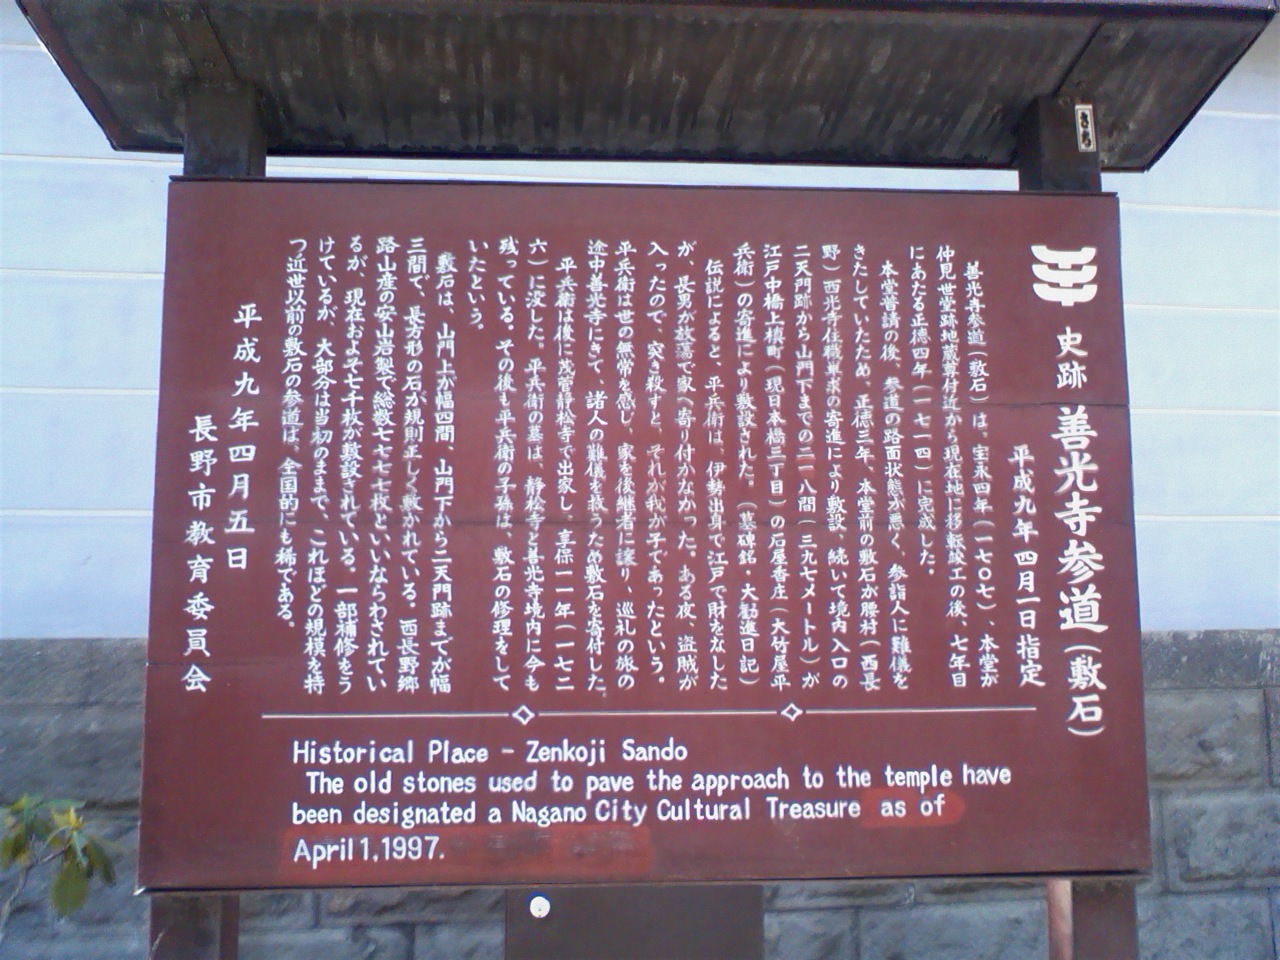 史跡 善光寺参道(敷石)
平成九年四月一日指定
善光寺参道(敷石)は、宝永四年(一七〇七)、本堂が
仲見世堂跡地蔵尊付近から現在地に移転竣工の後、七年目
にあたる正徳四年(一七一四)に完成した。
本堂普請の後、参道の路面状態が悪く、参詣人に難儀を
きたしていたため、正徳三年、本堂前の敷石が腰村(西長
野)西光寺住職単求の寄進により敷設、続いて境内入口の
二天門跡から山門下までの二一八間(三九七メートル)が
江戸中橋上槙町(現日本橋三丁目)の石屋香庄(大竹屋平
兵衛)の寄進により敷設された。(墓碑銘・大勧進日記)
伝説によると、平兵衛は、伊勢出身で江戸で財をなした
が、長男が放蕩で家へ寄り付かなかった。ある夜、盗賊が
入ったので、突き殺すと、それが我が子であったという。
平兵衛は世の無常を感じ、家を後継者に譲り、巡礼の旅の
途中善光寺にきて、諸人の難儀を救うため敷石を寄付した。
平兵衛は後に茂菅静松寺で出家し、享保一一年(一七二
六)に没した。平兵衛の墓は、静松寺と善光寺境内に今も
残っている。その後も平兵衛の子孫は、敷石の修理をして
いたという。
敷石は、山門上が幅四間、山門下から二天門跡までが幅
三間で、長方形の石が規則正しく敷かれている。西長野郷
路山産の安山岩製で総数七七七七枚といいならわされてい
るが、現在およそ七千枚が敷設されている。一部補修をう
けているが、大部分は当初のままで、これほどの規模を持
つ近世以前の敷石の参道は、全国的にも稀である。
平成九年四月五日
長野市教育委員会
Historical Place - Zenkoji Sando
The old stones used to pave the approach to the temple have
been designated a Nagano City Cultural Treasure as of
April 1, 1997.